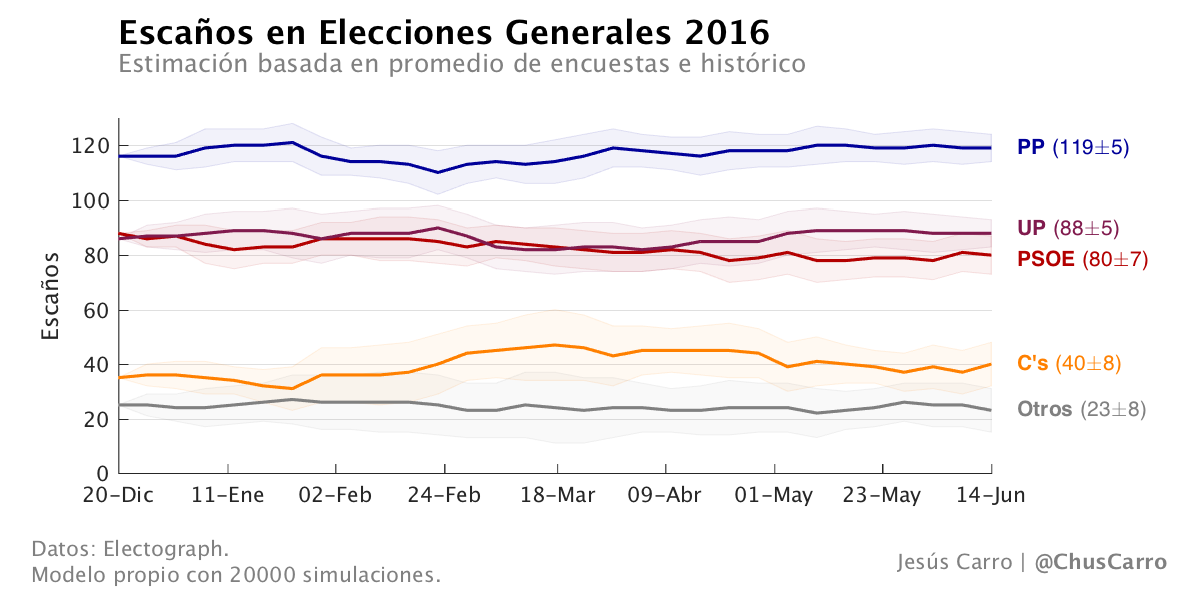 Escaños en Elecciones Generales 2016
Estimación basada en promedio de encuestas e histórico
Escaños
120
100
80
60
40
20
0
20-Dic 11-Ene 02-Feb 24-Feb 18-Mar 09-Abr 01-May 23-May 14-Jun
PP (119±5)
UP (88±5)
PSOE (80±7)
C's (40±8)
Otros (23±8)
Datos: Electograph.
Modelo propio con 20000 simulaciones.
Jesús Carro | @ChusCarro